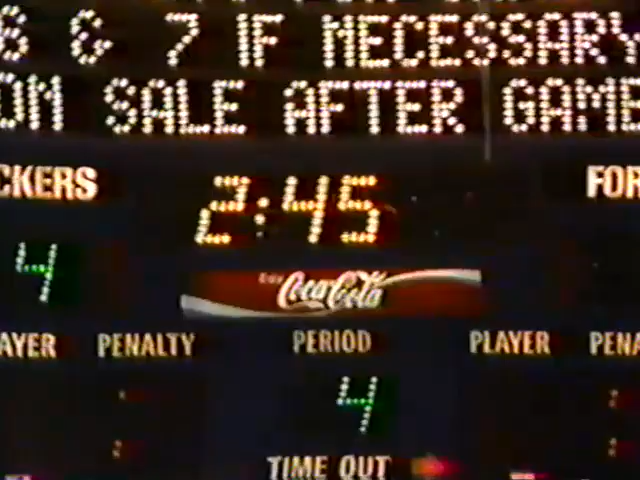 6 & 7 IF NECESSARY
ON SALE AFTER GAME
CKERS 2:45 FOR
4
Coca-Cola
AYER PENALTY PERIOD PLAYER PENA
4
TIME OUT